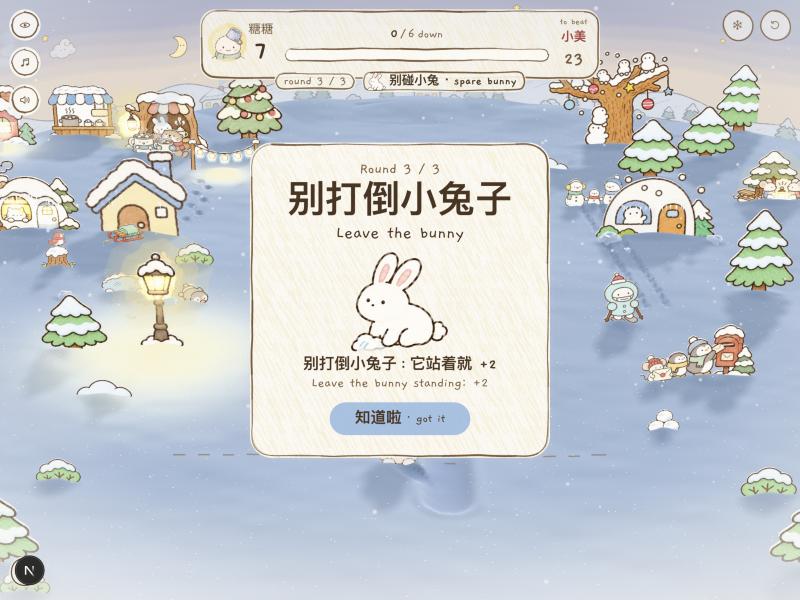 糖糖
7
0/6 down
to beat
小美
23
round 3 / 3
别碰小兔 · spare bunny
Round 3 / 3
别打倒小兔子
Leave the bunny
别打倒小兔子：它站着就 +2
Leave the bunny standing: +2
知道啦 · got it
N